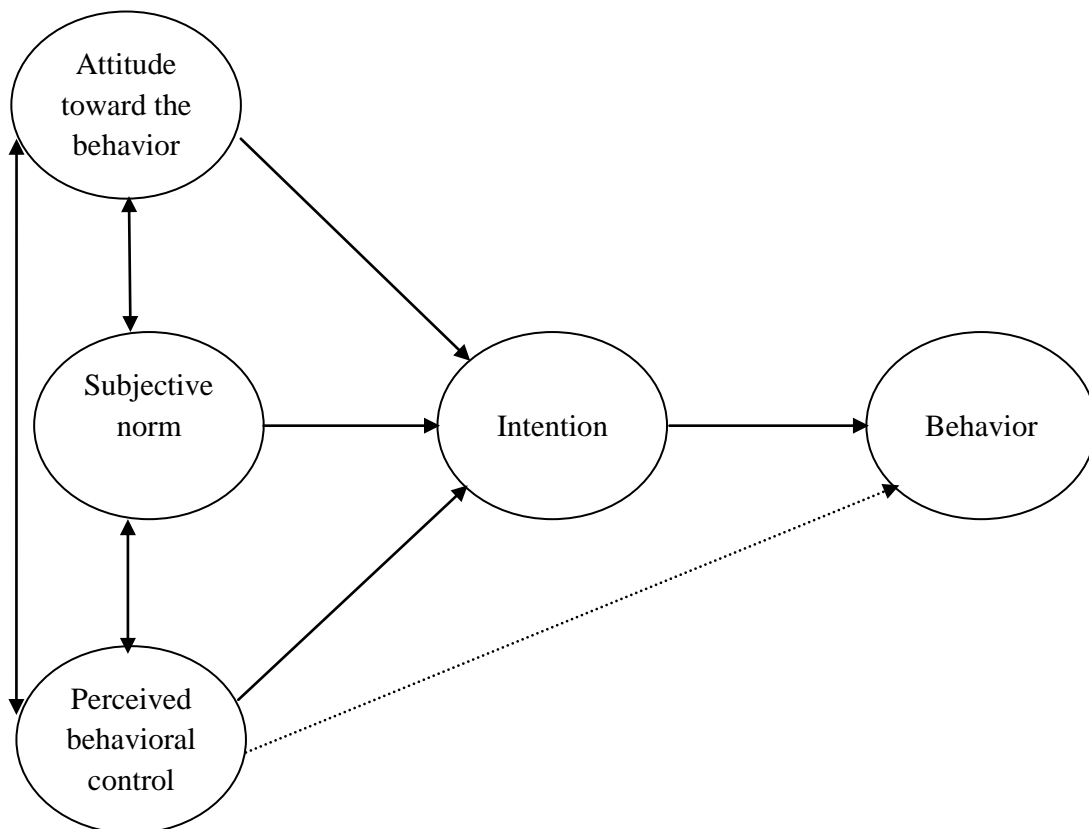 Attitude
toward the
behavior
Subjective
norm
Intention
Behavior
Perceived
behavioral
control